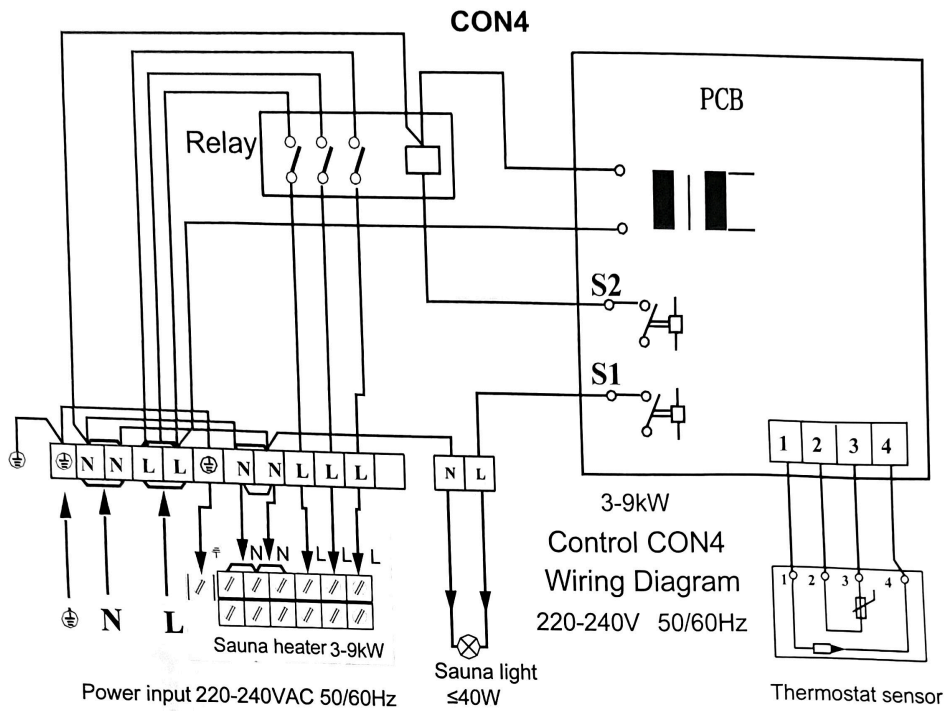 CON4
PCB
Relay
S2
S1
N N L L N N L L L
N L
1 2 3 4
3-9kW
Control CON4
Wiring Diagram
220-240V 50/60Hz
N N L L L
1 2 3 4
N L
Sauna heater 3-9kW
Sauna light
≤40W
Power input 220-240VAC 50/60Hz
Thermostat sensor